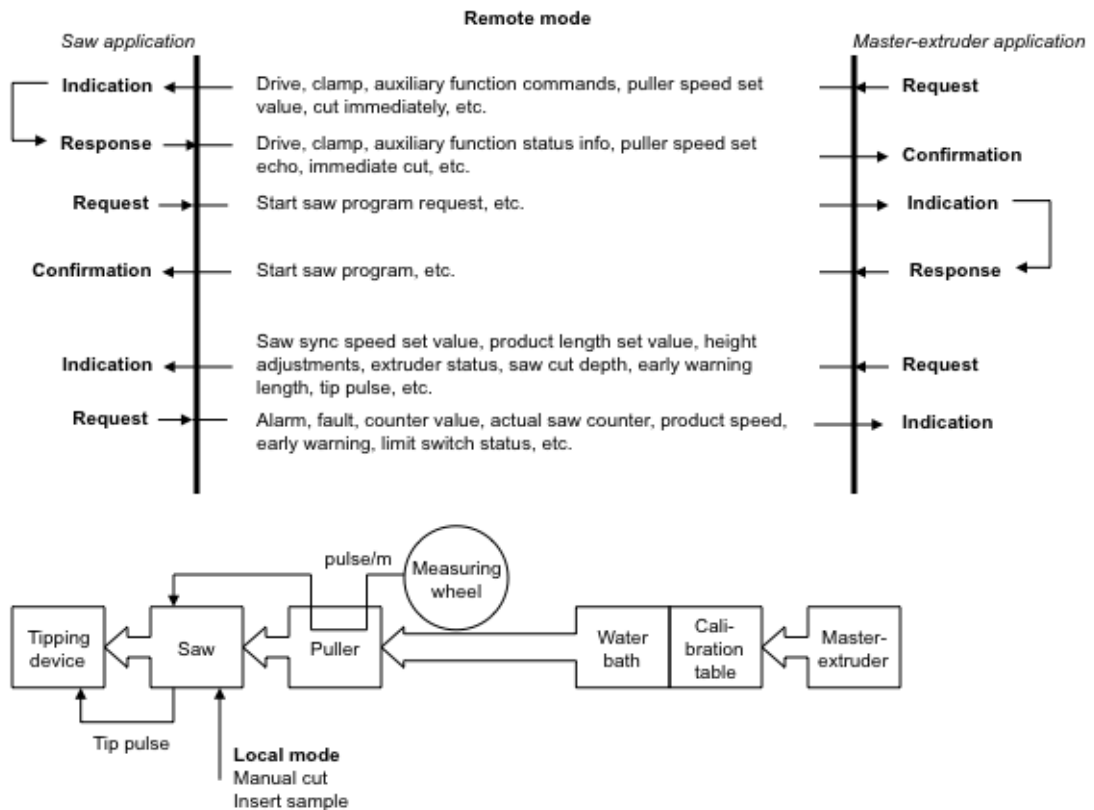 Remote mode
Saw application
Master-extruder application
Indication
Drive, clamp, auxiliary function commands, puller speed set
value, cut immediately, etc.
Request
Response
Drive, clamp, auxiliary function status info, puller speed set
echo, immediate cut, etc.
Confirmation
Request
Start saw program request, etc.
Indication
Confirmation
Start saw program, etc.
Response
Indication
Saw sync speed set value, product length set value, height
adjustments, extruder status, saw cut depth, early warning
length, tip pulse, etc.
Request
Request
Alarm, fault, counter value, actual saw counter, product speed,
early warning, limit switch status, etc.
Indication
pulse/m
Measuring
wheel
Tipping
device
Saw
Puller
Water
bath
Cali-
bration
table
Master-
extruder
Tip pulse
Local mode
Manual cut
Insert sample